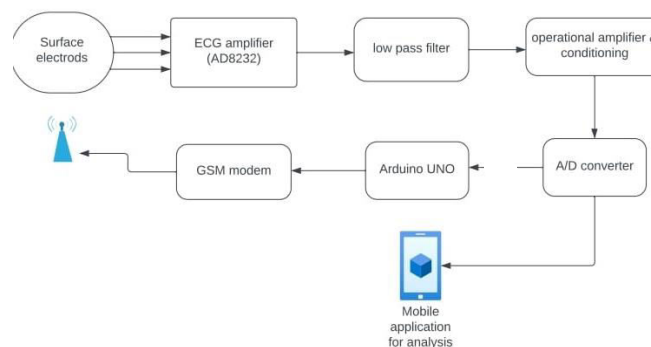 Surface
electrods
ECG amplifier
(AD8232)
low pass filter
operational amplifier &
conditioning
GSM modem
Arduino UNO
A/D converter
Mobile
application
for analysis